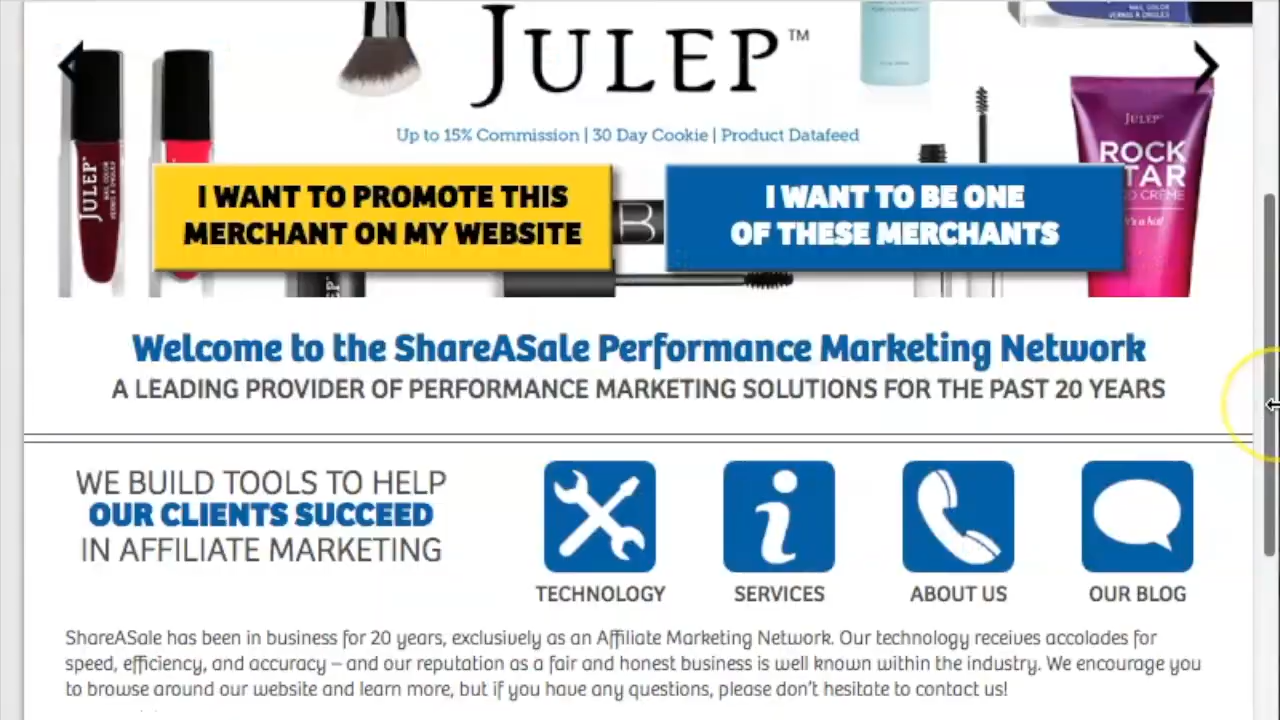 JULEP™
Up to 15% Commission | 30 Day Cookie | Product Datafeed
I WANT TO PROMOTE THIS
MERCHANT ON MY WEBSITE
I WANT TO BE ONE
OF THESE MERCHANTS
JULEP
JULEP
ROCK
STAR
Welcome to the ShareASale Performance Marketing Network
A LEADING PROVIDER OF PERFORMANCE MARKETING SOLUTIONS FOR THE PAST 20 YEARS
WE BUILD TOOLS TO HELP
OUR CLIENTS SUCCEED
IN AFFILIATE MARKETING
TECHNOLOGY
SERVICES
ABOUT US
OUR BLOG
ShareASale has been in business for 20 years, exclusively as an Affiliate Marketing Network. Our technology receives accolades for
speed, efficiency, and accuracy – and our reputation as a fair and honest business is well known within the industry. We encourage you
to browse around our website and learn more, but if you have any questions, please don't hesitate to contact us!